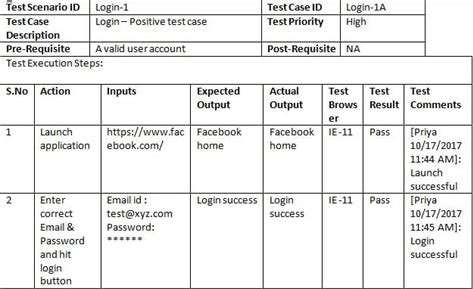 Test Scenario ID Login-1 Test Case ID Login-1A
Test Case Login – Positive test case Test Priority High
Description
Pre-Requisite A valid user account Post-Requisite NA
Test Execution Steps:
S.No Action Inputs Expected Actual Test Test Test
Output Output Brows Result Comments
er
1 Launch https://www.fac Facebook Facebook IE-11 Pass [Priya
application ebook.com/ home home 10/17/2017
11:44 AM]:
Launch
successful
2 Enter Email id : Login success Login IE-11 Pass [Priya
correct test@xyz.com success 10/17/2017
Email & Password: 11:45 AM]:
Password ****** Login
and hit successful
login
button